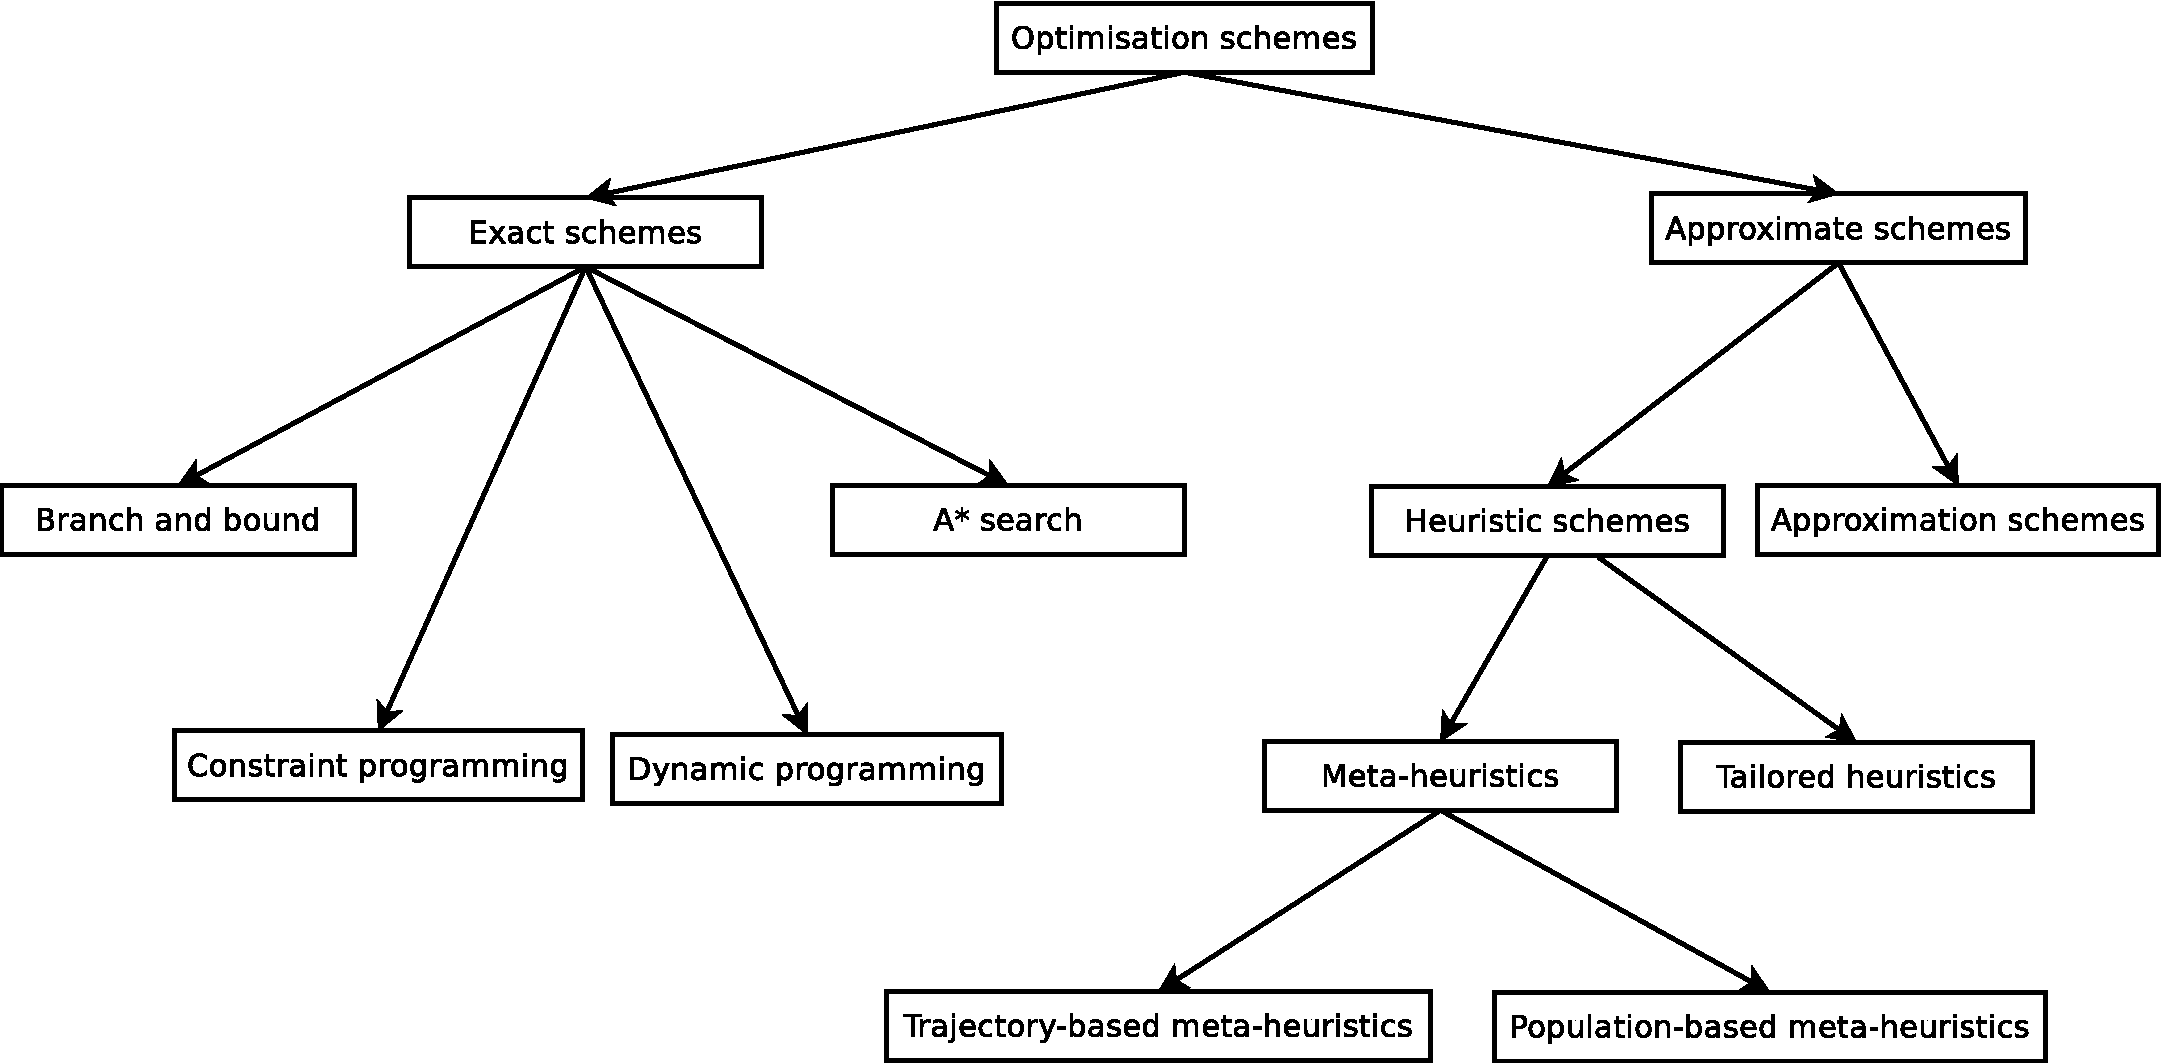 Optimisation schemes
Exact schemes
Approximate schemes
Branch and bound
A* search
Heuristic schemes
Approximation schemes
Constraint programming
Dynamic programming
Meta-heuristics
Tailored heuristics
Trajectory-based meta-heuristics
Population-based meta-heuristics